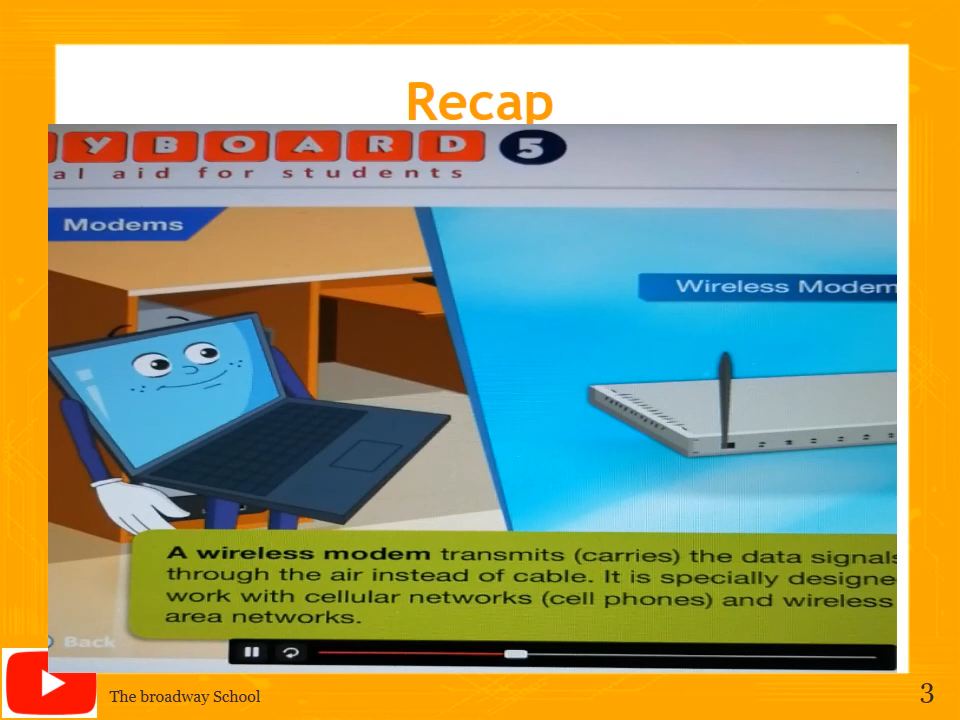 Recap
YBOARD 5
al aid for students
Modems
Wireless Modem
A wireless modem transmits (carries) the data signals
through the air instead of cable. It is specially designe
work with cellular networks (cell phones) and wireless
area networks.
Back
The broadway School
3